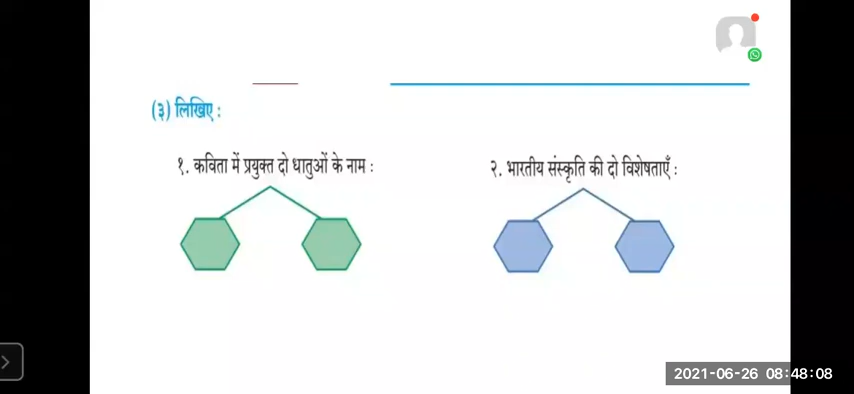 (३) लिखिए :
१. कविता में प्रयुक्त दो धातुओं के नाम :
२. भारतीय संस्कृति की दो विशेषताएँ :
2021-06-26 08:48:08